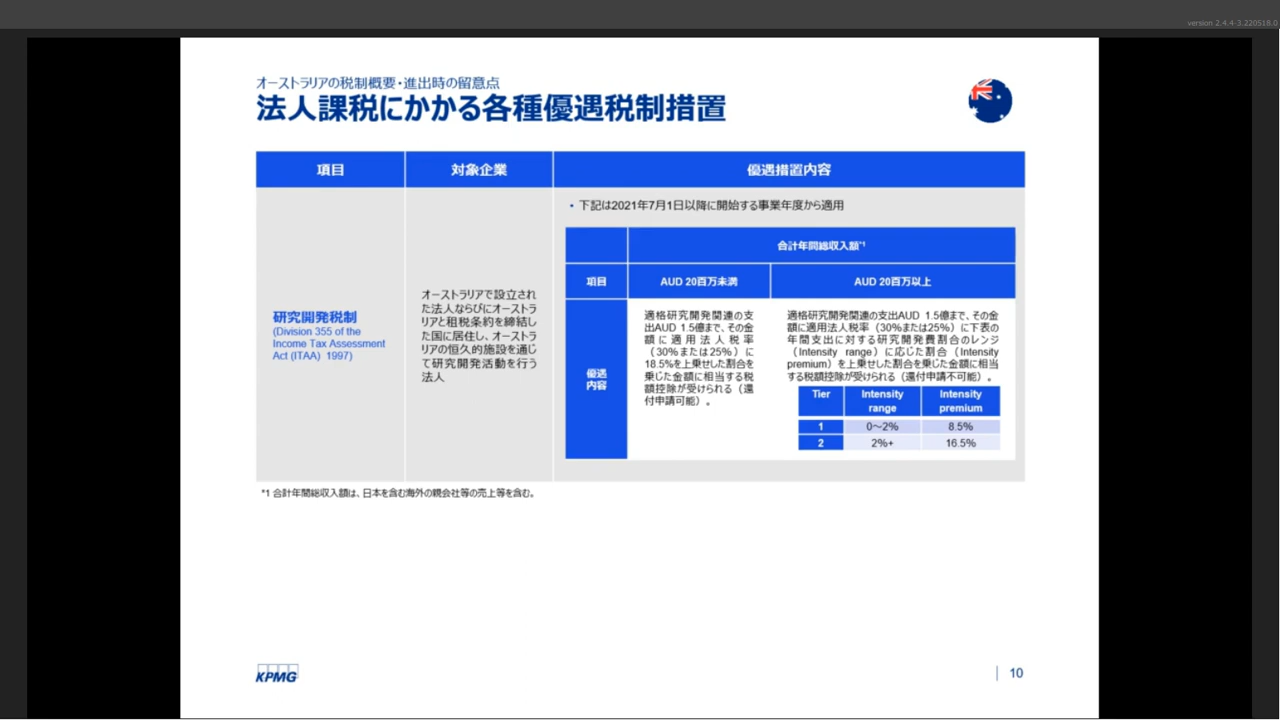 version 2.4.4-3.220518.0
オーストラリアの税制概要・進出時の留意点
法人課税にかかる各種優遇税制措置
項目
対象企業
優遇措置内容
研究開発税制
(Division 355 of the
Income Tax Assessment
Act (ITAA) 1997)
オーストラリアで設立され
た法人ならびにオーストラ
リアと租税条約を締結し
た国に居住し、オーストラ
リアの恒久的施設を通じ
て研究開発活動を行う
法人
• 下記は2021年7月1日以降に開始する事業年度から適用
合計年間総収入額*1
項目
AUD 20百万未満
AUD 20百万以上
優遇
内容
適格研究開発関連の支
出AUD 1.5億まで、その金
額に適用法人税率
（30%または25%）に
18.5%を上乗せした割合を
乗じた金額に相当する税
額控除が受けられる（還
付申請可能）。
適格研究開発関連の支出AUD 1.5億まで、その金
額に適用法人税率（30%または25%）に下表の
年間支出に対する研究開発費割合のレンジ
（Intensity range）に応じた割合（Intensity
premium）を上乗せした割合を乗じた金額に相当
する税額控除が受けられる（還付申請不可能）。
Tier
Intensity
range
Intensity
premium
1
0～2%
8.5%
2
2%+
16.5%
*1 合計年間総収入額は、日本を含む海外の親会社等の売上等を含む。
KPMG
10